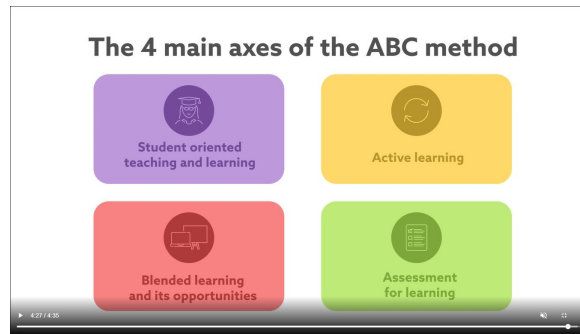 The 4 main axes of the ABC method
Student oriented
teaching and learning
Active learning
Blended learning
and its opportunities
Assessment
for learning
4:27 / 4:35